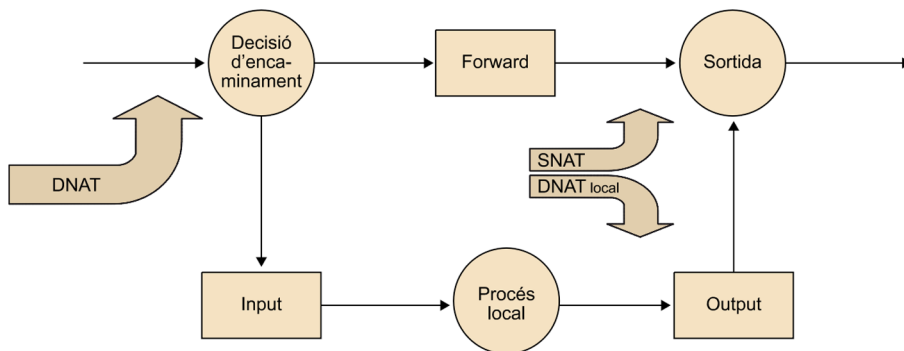 Decisió
d'enca-
minament
Forward
Sortida
DNAT
SNAT
DNAT local
Input
Procés
local
Output